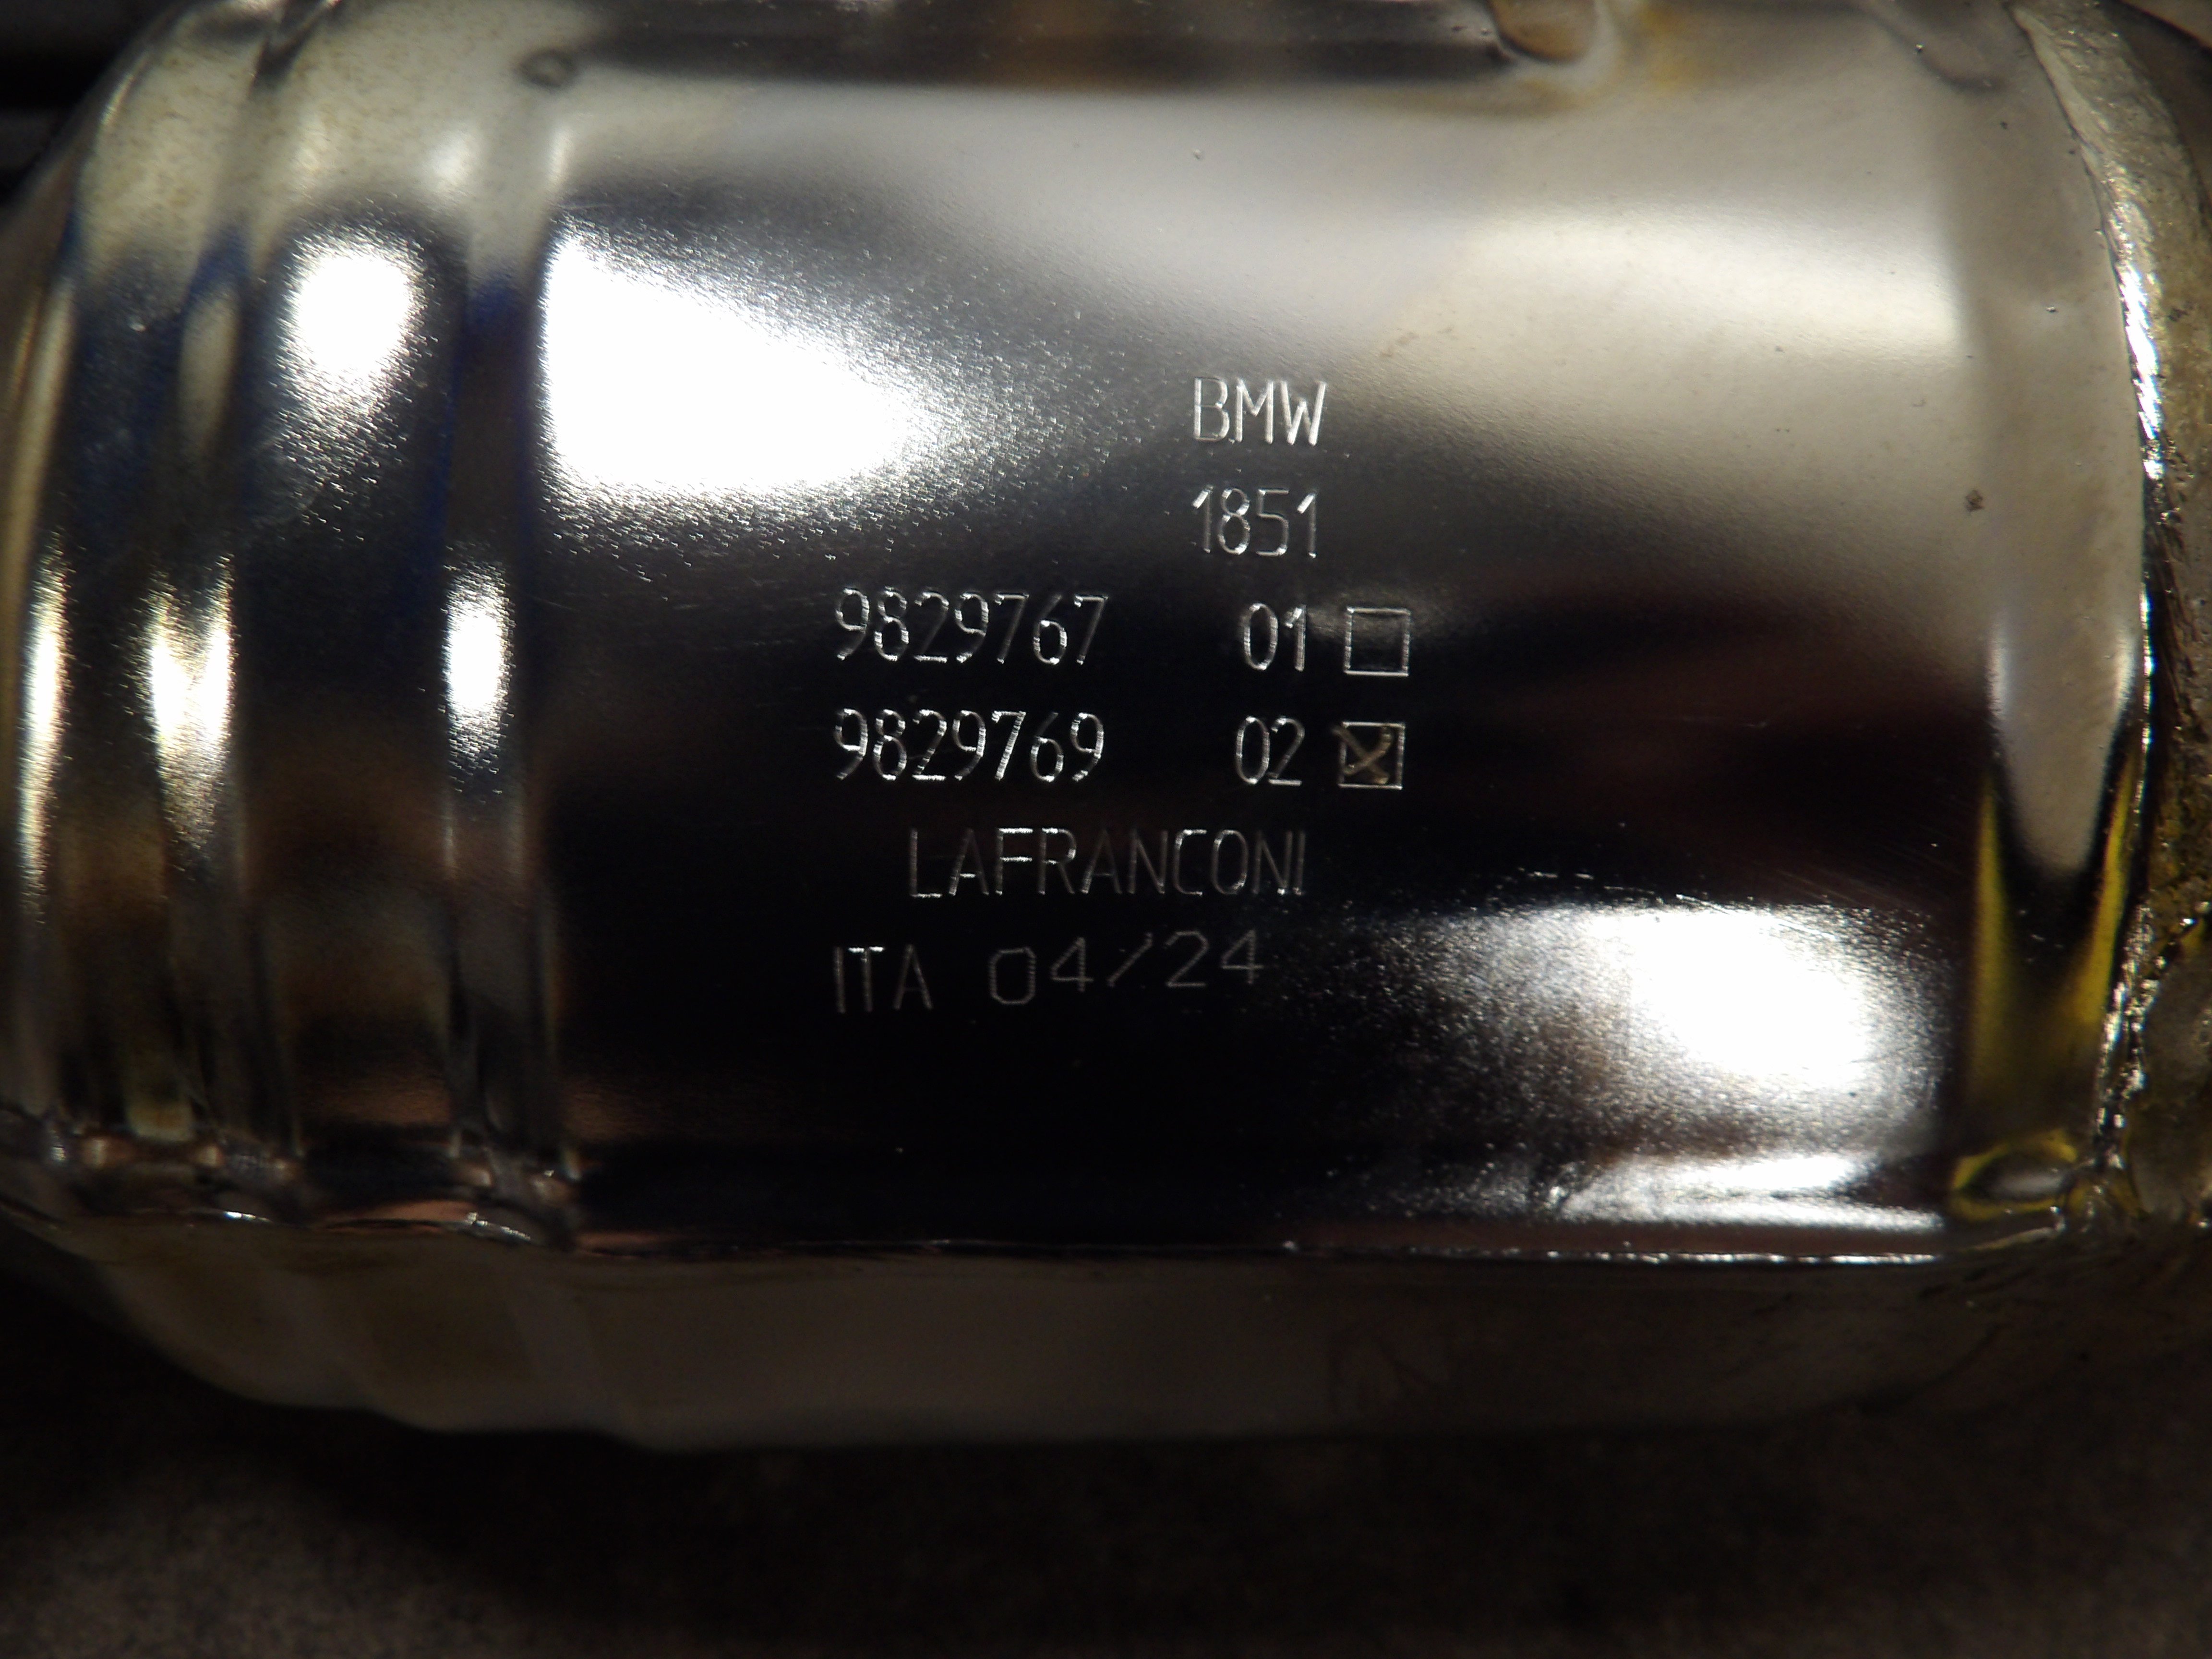 BMW
1851
9829767 01 ☐
9829769 02 ☒
LAFRANCONI
ITA 04/24